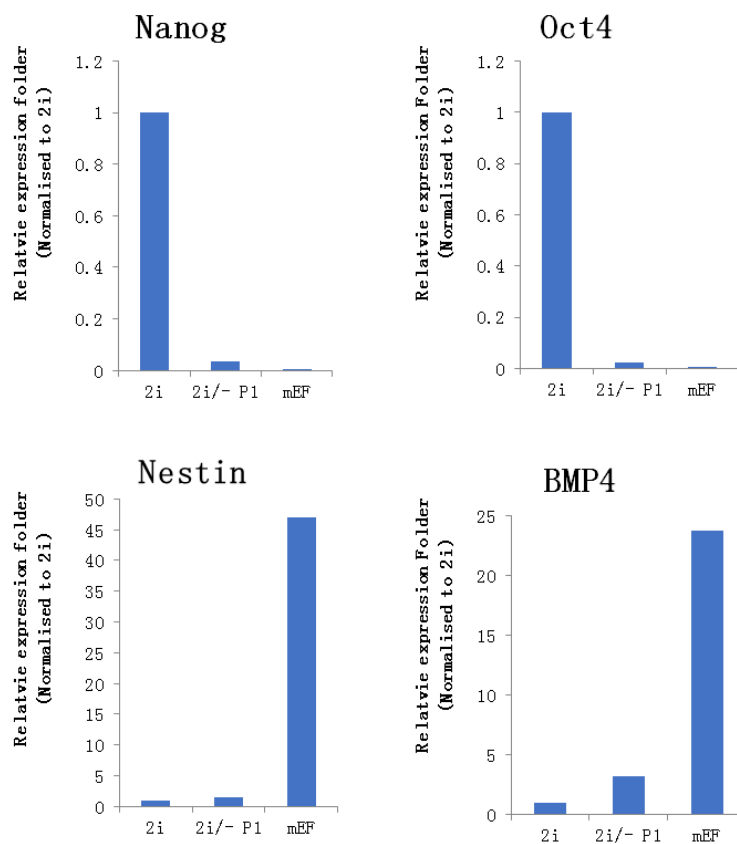 Nanog
Relatvie expression folder
(Normalised to 2i)
1.2
1
0.8
0.6
0.4
0.2
0
2i 2i/- P1 mEF
Oct4
Relatvie expression Folder
(Normalised to 2i)
1.2
1
0.8
0.6
0.4
0.2
0
2i 2i/- P1 mEF
Nestin
Relatvie expression folder
(Normalised to 2i)
50
45
40
35
30
25
20
15
10
5
0
2i 2i/- P1 mEF
BMP4
Relatvie expression Folder
(Normalised to 2i)
25
20
15
10
5
0
2i 2i/- P1 mEF